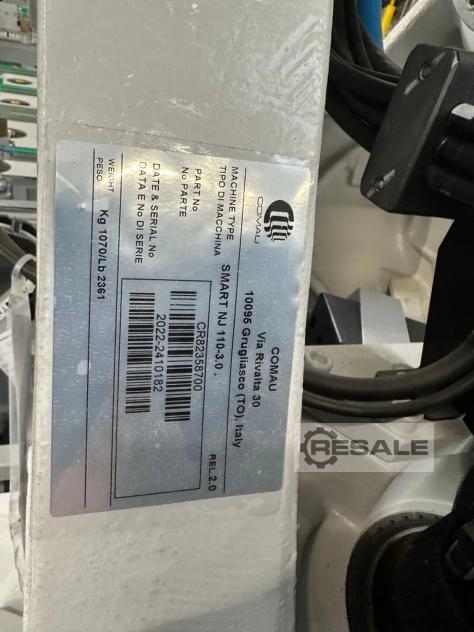 COMAU
COMAU
Via Rivalta 30
10095 Grugliasco (TO), Italy
MACHINE TYPE
TIPO DI MACCHINA
SMART NJ 110-3.0 .
REL.2.0
PART No
No PARTE
CR82358700
DATE & SERIAL No
DATA E No DI SERIE
2022-2410182
WEIGHT
PESO
Kg 1070/Lb 2361
RESALE